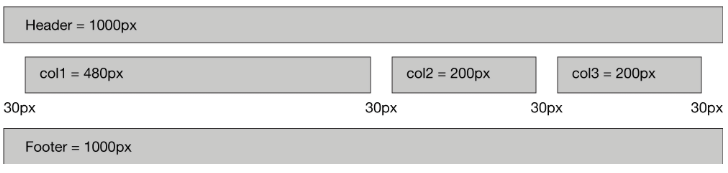 Header = 1000px
col1 = 480px col2 = 200px col3 = 200px
30px 30px 30px 30px
Footer = 1000px